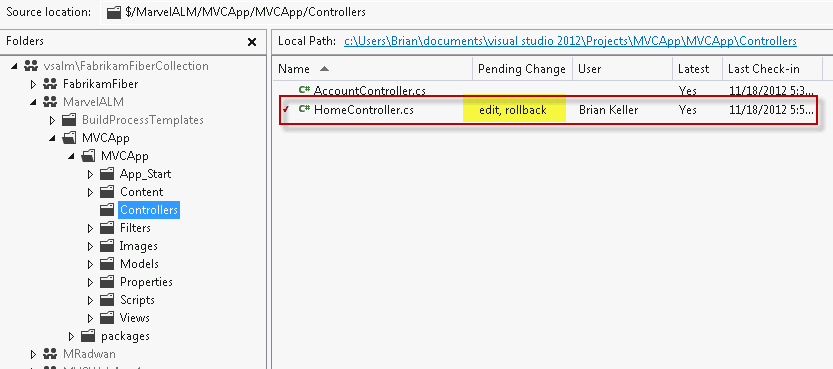 Source location: $/MarvelALM/MVCApp/MVCApp/Controllers
Folders
vsalm\FabrikamFiberCollection
FabrikamFiber
MarvelALM
BuildProcessTemplates
MVCApp
MVCApp
App_Start
Content
Controllers
Filters
Images
Models
Properties
Scripts
Views
packages
MRadwan
Local Path: c:\Users\Brian\documents\visual studio 2012\Projects\MVCApp\MVCApp\Controllers
Name Pending Change User Latest Last Check-in
C# AccountController.cs Yes 11/18/2012 5:3...
C# HomeController.cs edit, rollback Brian Keller Yes 11/18/2012 5:5...